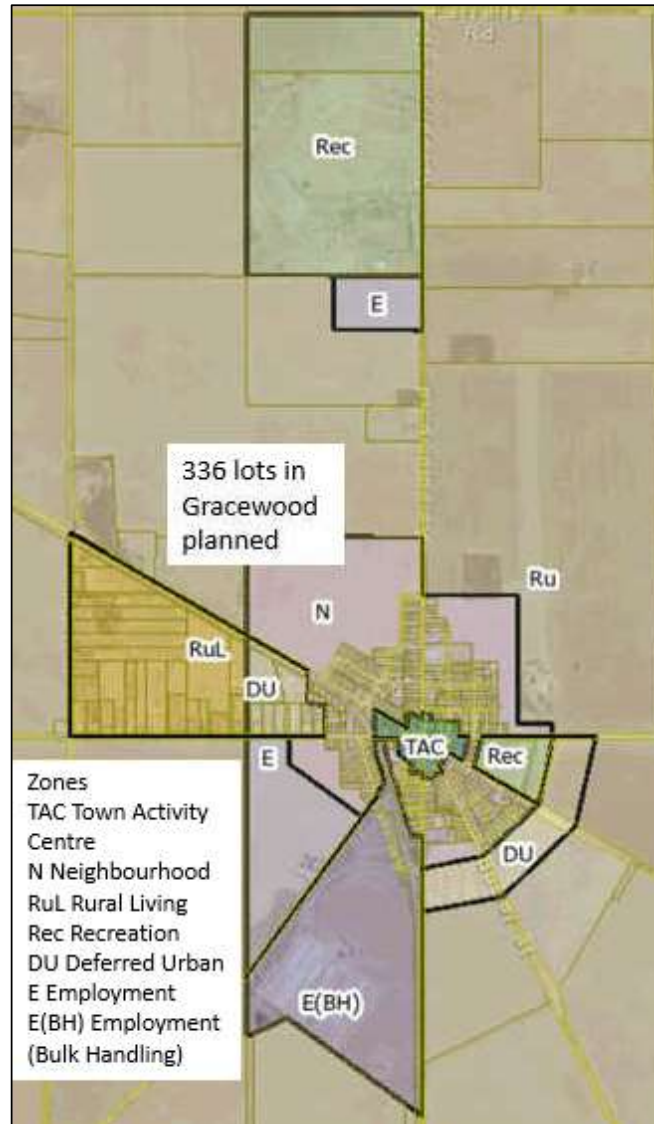 Rd
Rec
E
336 lots in
Gracewood
planned
Ru
N
RuL
DU
TAC
E
Rec
Zones
TAC Town Activity
Centre
N Neighbourhood
RuL Rural Living
Rec Recreation
DU Deferred Urban
E Employment
E(BH) Employment
(Bulk Handling)
DU
E(BH)